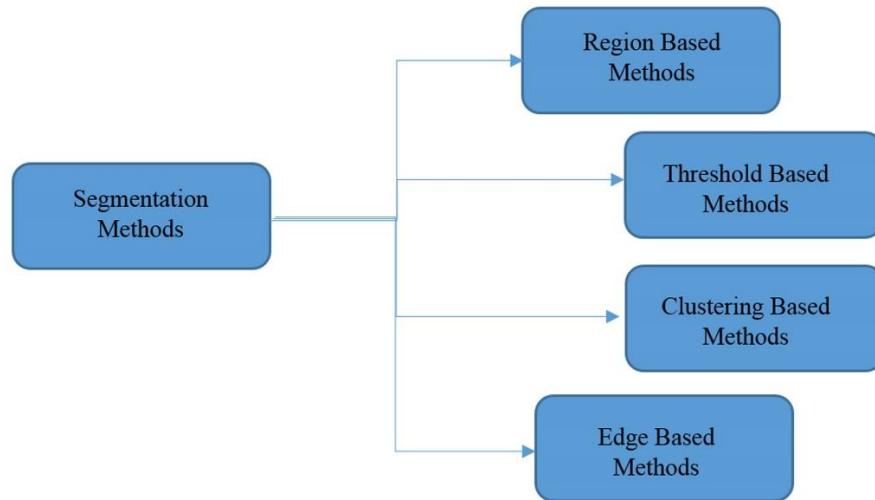 Region Based
Methods
Segmentation
Methods
Threshold Based
Methods
Clustering Based
Methods
Edge Based
Methods